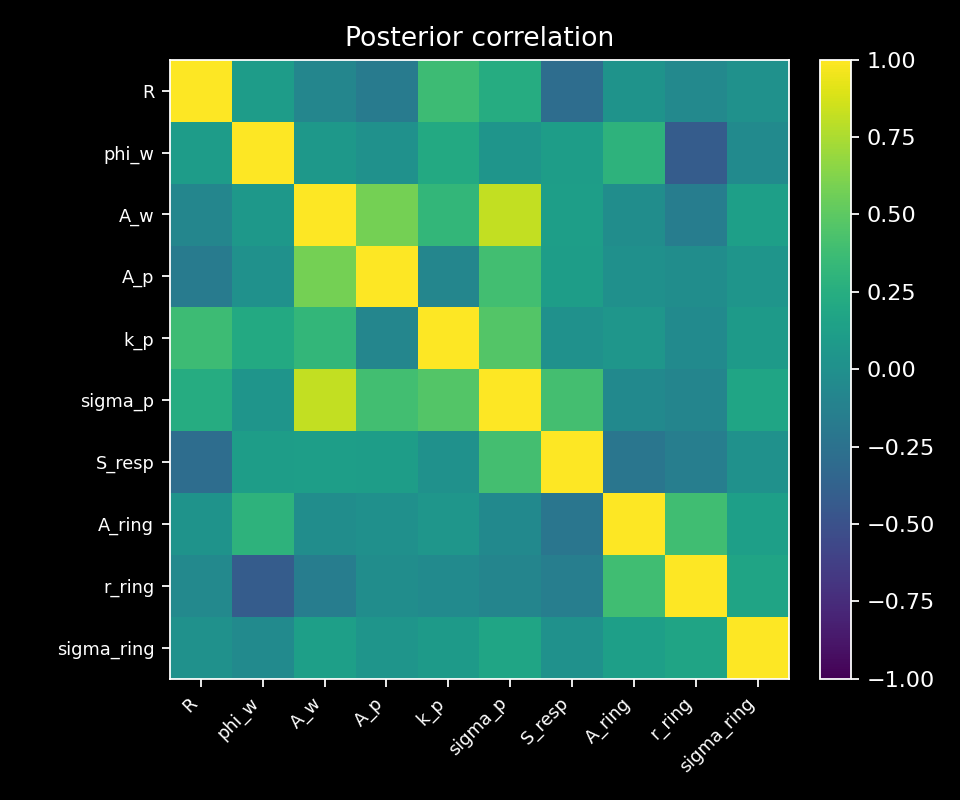 Posterior correlation
R
phi_w
A_w
A_p
k_p
sigma_p
S_resp
A_ring
r_ring
sigma_ring
R
phi_w
A_w
A_p
k_p
sigma_p
S_resp
A_ring
r_ring
sigma_ring
1.00
0.75
0.50
0.25
0.00
−0.25
−0.50
−0.75
−1.00